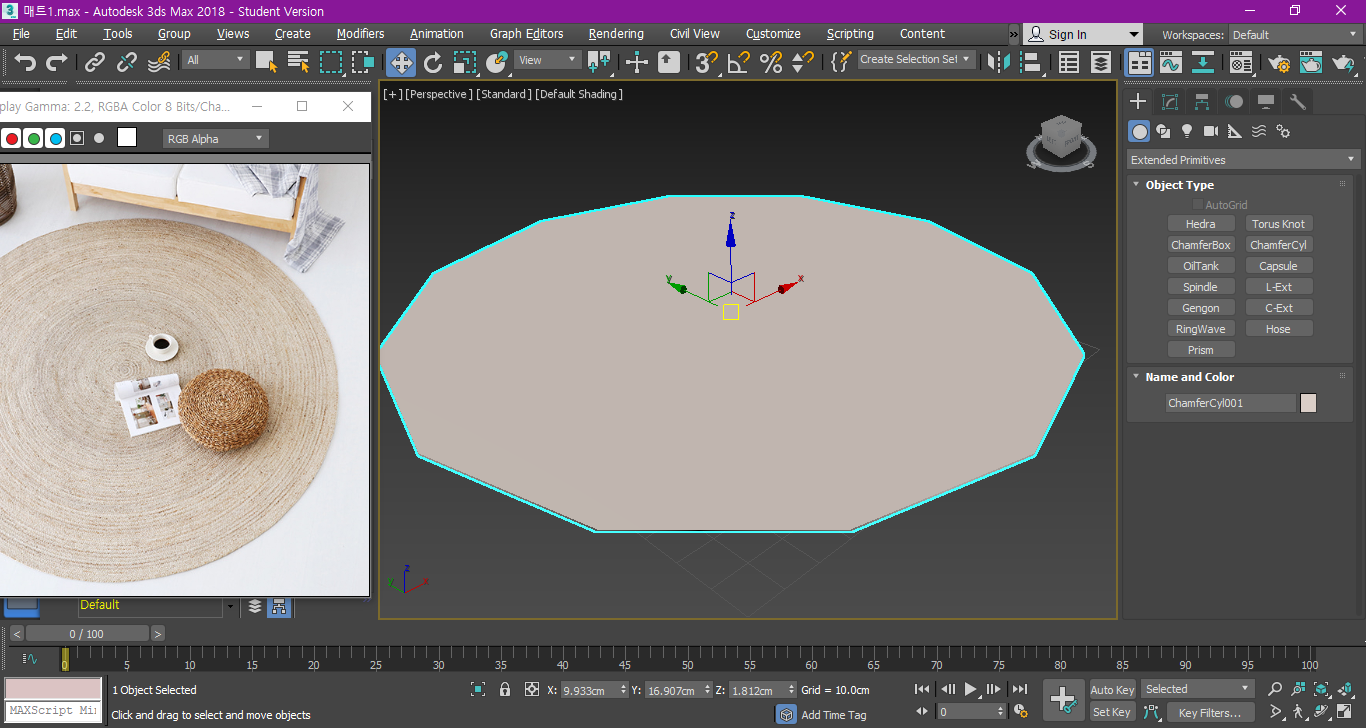 3 매트1.max - Autodesk 3ds Max 2018 - Student Version
File Edit Tools Group Views Create Modifiers Animation Graph Editors Rendering Civil View Customize Scripting Content » Sign In Workspaces: Default
All View 3 Create Selection Set
play Gamma: 2.2, RGBA Color 8 Bits/Cha...
RGB Alpha
[+] [Perspective] [Standard] [Default Shading]
z
y x
z
y x
Extended Primitives
Object Type
AutoGrid
Hedra Torus Knot
ChamferBox ChamferCyl
OilTank Capsule
Spindle L-Ext
Gengon C-Ext
RingWave Hose
Prism
Name and Color
ChamferCyl001
Default
< 0 / 100 >
0 5 10 15 20 25 30 35 40 45 50 55 60 65 70 75 80 85 90 95 100
1 Object Selected
X: 9.933cm Y: 16.907cm Z: 1.812cm Grid = 10.0cm
Auto Key Selected
MAXScript Mi
Click and drag to select and move objects
Add Time Tag
0
Set Key Key Filters...